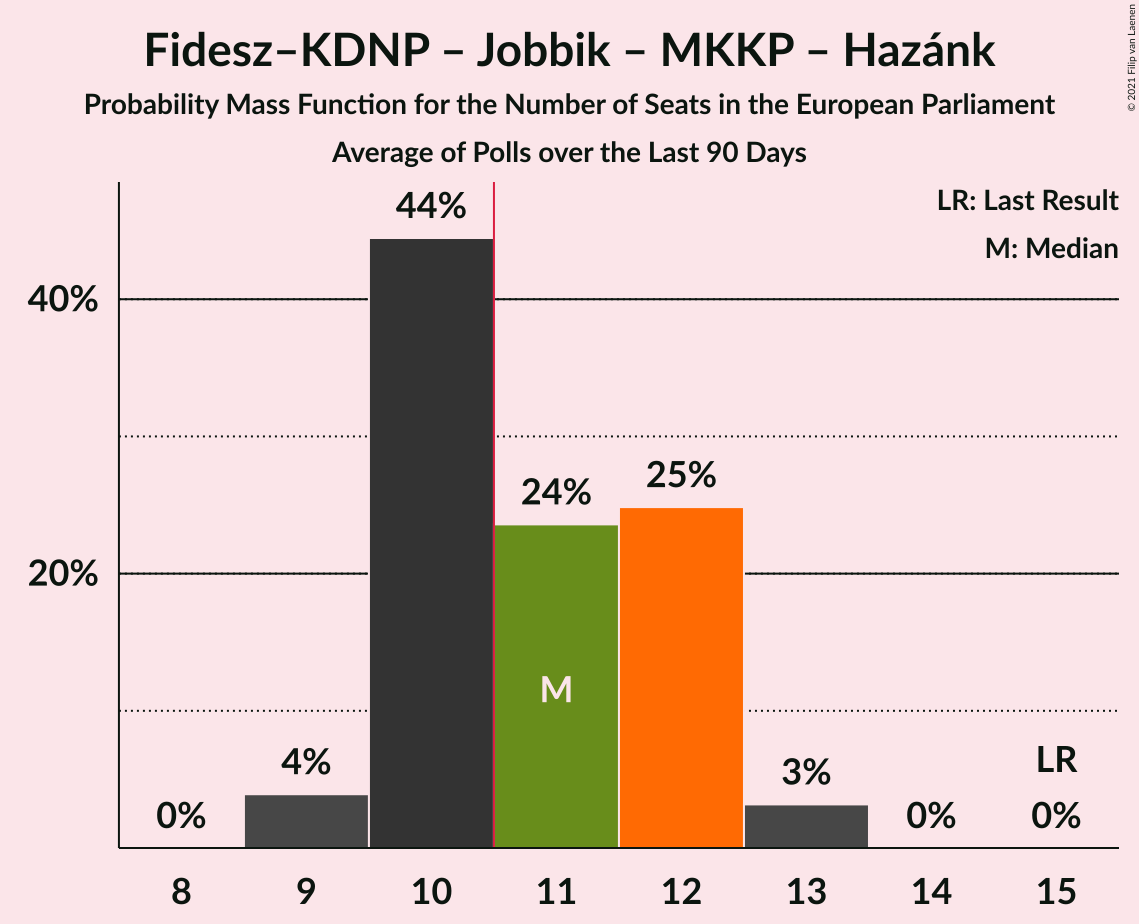 Fidesz–KDNP – Jobbik – MKKP – Hazánk
Probability Mass Function for the Number of Seats in the European Parliament
Average of Polls over the Last 90 Days
© 2021 Filip van Laenen
LR: Last Result
M: Median
44%
40%
25%
24%
20%
M
4%
3%
LR
0%
0%
0%
8 9 10 11 12 13 14 15